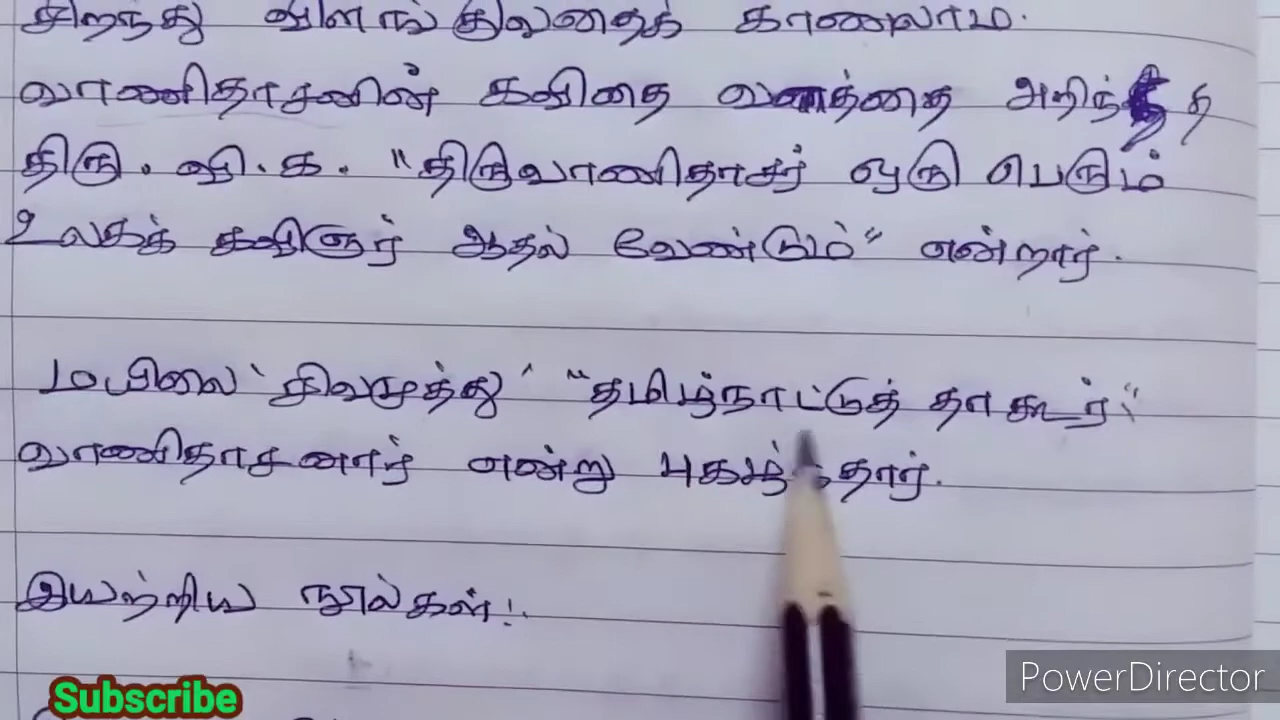 சிறந்து விளங்குவதைக் காணலாம்.
வாணிதாசனின் கவிதை வளத்தை அறிந்த
திரு. வி. க. "திருவாணிதாசர் ஒரு பெரும்
உலகக் கவிஞர் ஆதல் வேண்டும்" என்றார்.
மயிலை 'சிவமுத்து' "தமிழ்நாட்டுத் தாகூர்"
வாணிதாசனார் என்று புகழ்ந்தார்.
இயற்றிய நூல்கள்:
Subscribe
PowerDirector